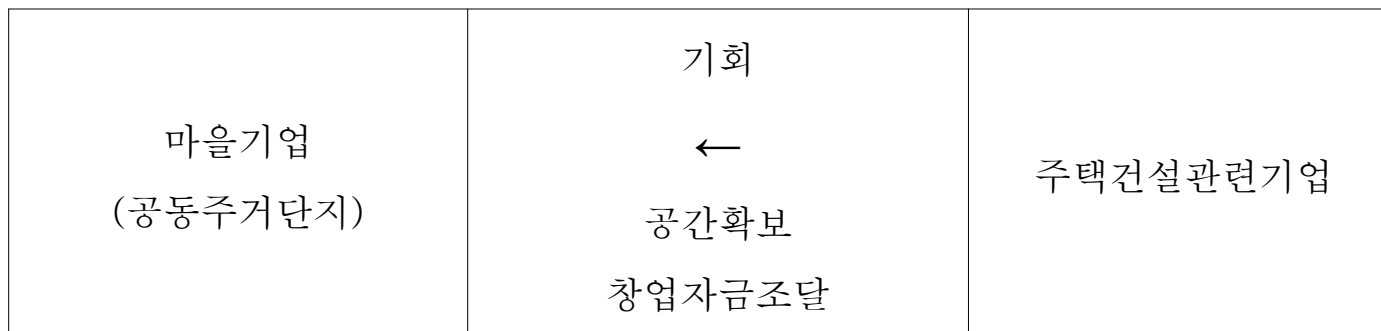 마을기업
(공동주거단지)
기회
←
공간확보
창업자금조달
주택건설관련기업